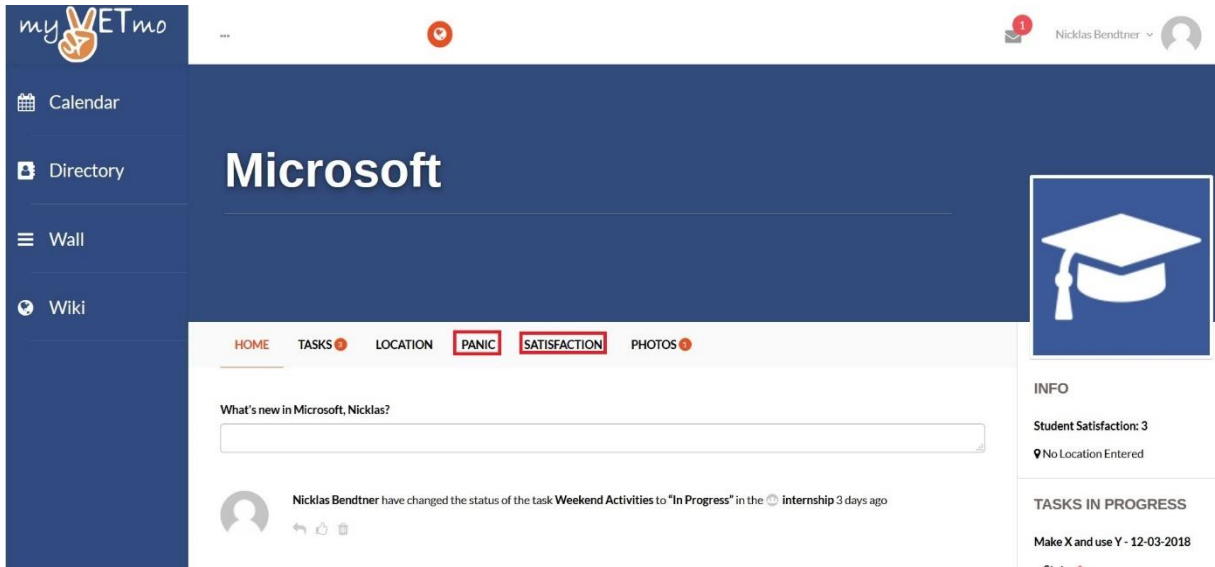 myVETmo
...
1
Nicklas Bendtner
Calendar
Directory
Wall
Wiki
Microsoft
HOME TASKS 3 LOCATION PANIC SATISFACTION PHOTOS 1
What's new in Microsoft, Nicklas?
Nicklas Bendtner have changed the status of the task Weekend Activities to "In Progress" in the internship 3 days ago
INFO
Student Satisfaction: 3
No Location Entered
TASKS IN PROGRESS
Make X and use Y - 12-03-2018